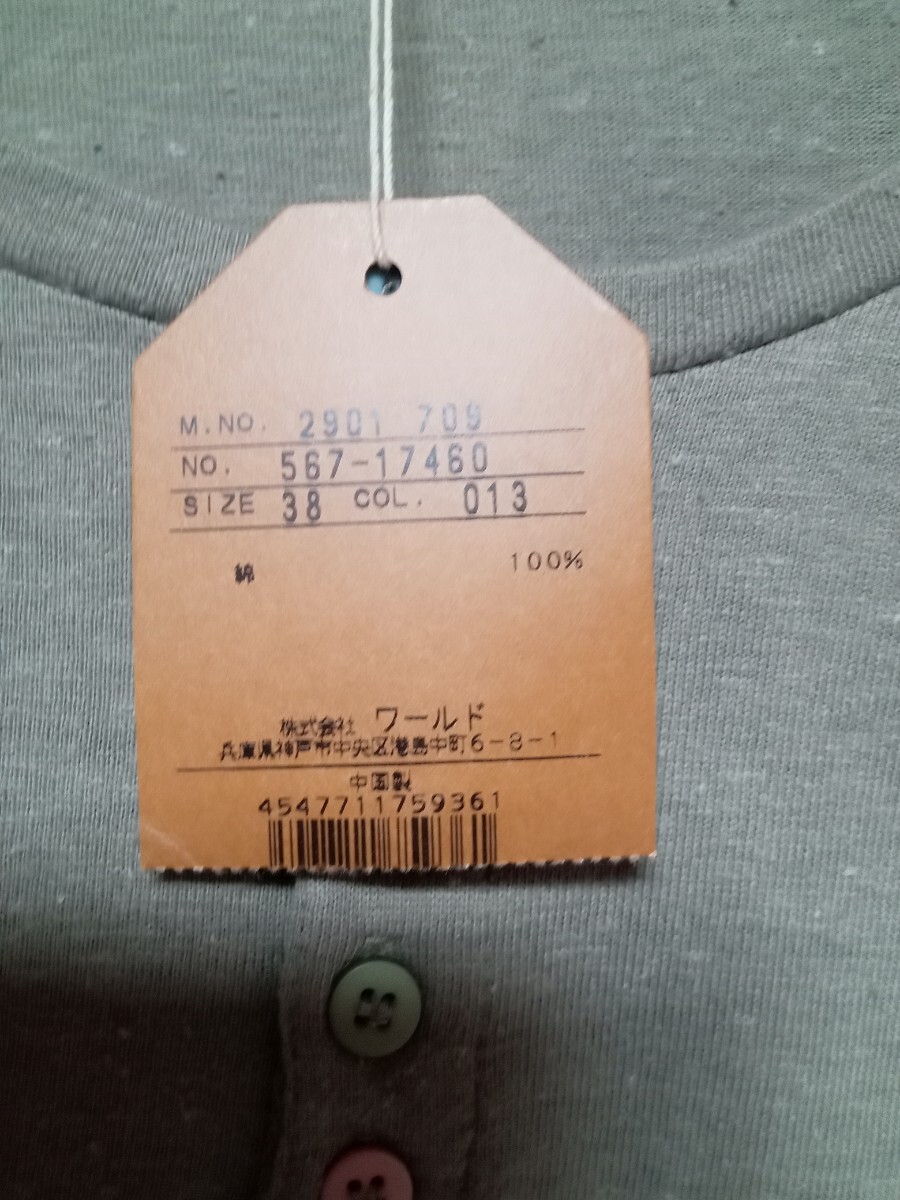 M.NO. 2901 709
NO. 567-17460
SIZE 38 COL. 013
綿 100%
株式会社 ワールド
兵庫県神戸市中央区港島中町6-8-1
中国製
4547711759361